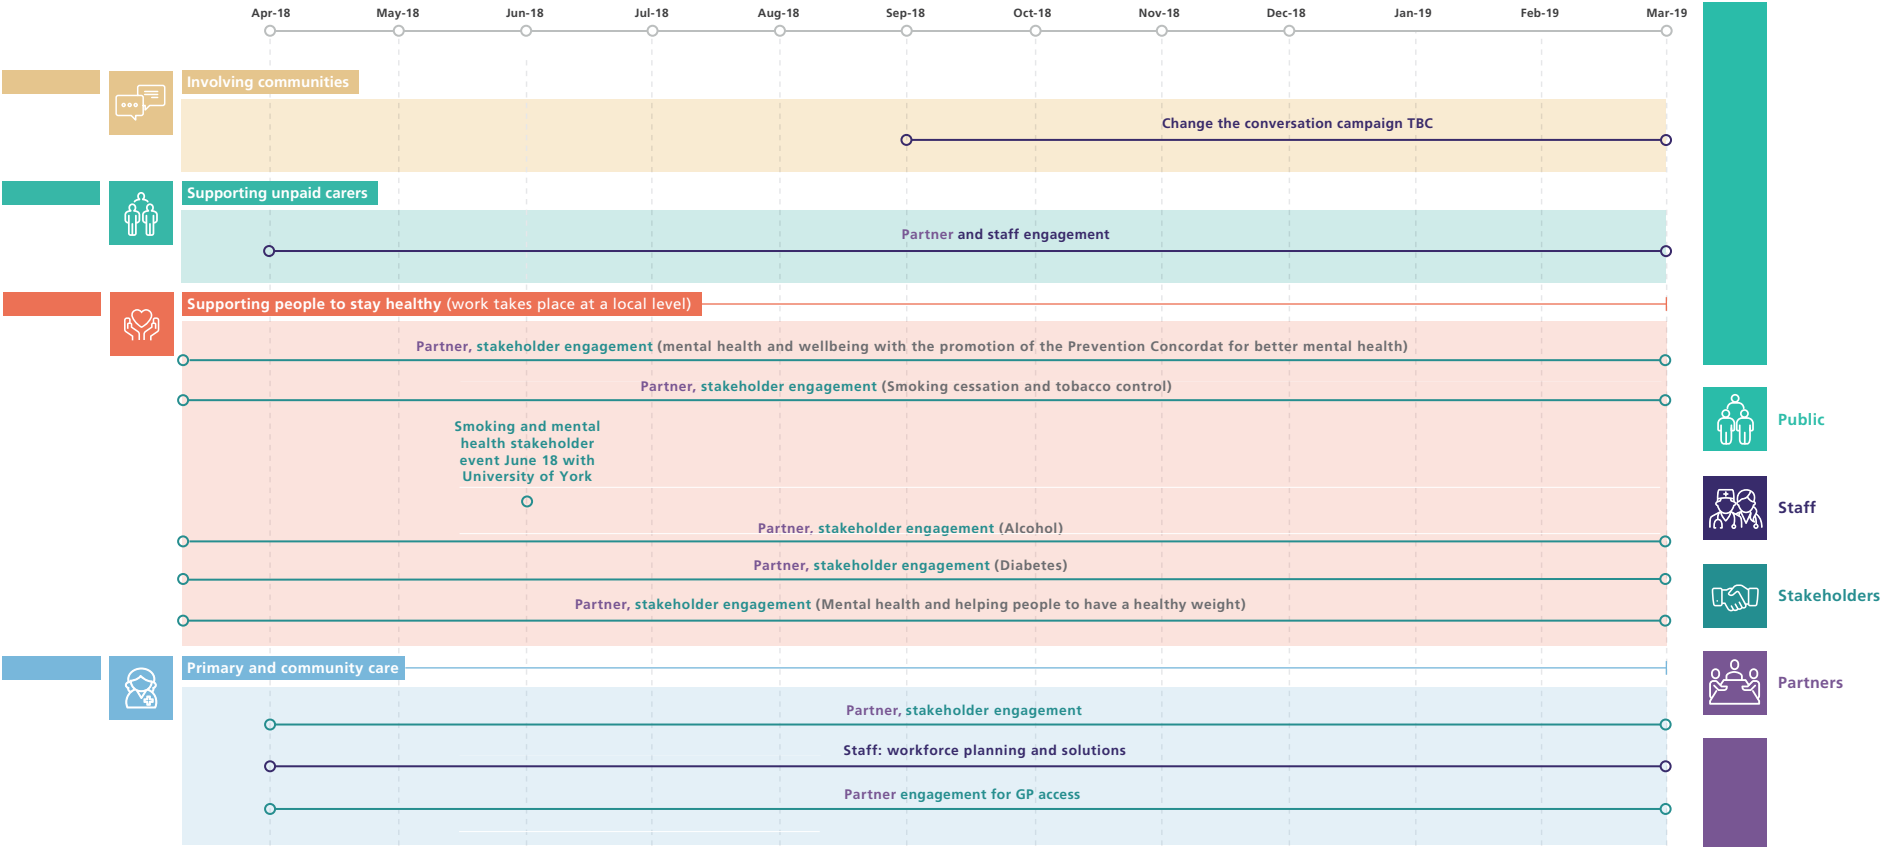 Apr-18 May-18 Jun-18 Jul-18 Aug-18 Sep-18 Oct-18 Nov-18 Dec-18 Jan-19 Feb-19 Mar-19
Involving communities
Change the conversation campaign TBC
Supporting unpaid carers
Partner and staff engagement
Supporting people to stay healthy (work takes place at a local level)
Partner, stakeholder engagement (mental health and wellbeing with the promotion of the Prevention Concordat for better mental health)
Partner, stakeholder engagement (Smoking cessation and tobacco control)
Smoking and mental
health stakeholder
event June 18 with
University of York
Partner, stakeholder engagement (Alcohol)
Partner, stakeholder engagement (Diabetes)
Partner, stakeholder engagement (Mental health and helping people to have a healthy weight)
Primary and community care
Partner, stakeholder engagement
Staff: workforce planning and solutions
Partner engagement for GP access
Public
Staff
Stakeholders
Partners